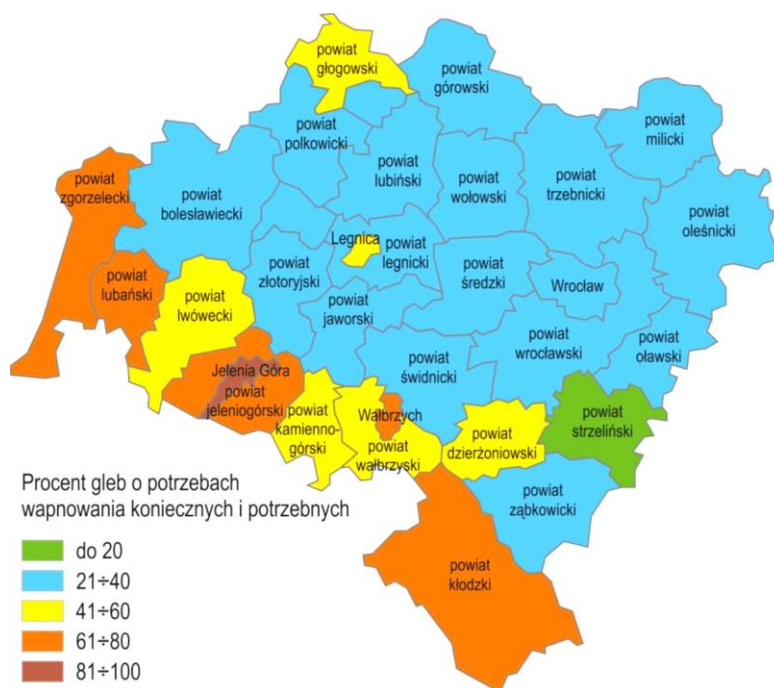 powiat
głogowski
powiat
górowski
powiat
milicki
powiat
polkowicki
powiat
lubiński
powiat
wołowski
powiat
trzebnicki
powiat
zgorzelecki
powiat
bolesławiecki
powiat
oleśnicki
Legnica
powiat
legnicki
powiat
lubański
powiat
złotoryjski
powiat
średzki
Wrocław
powiat
lwówecki
powiat
jaworski
powiat
wrocławski
powiat
oławski
Jelenia Góra
powiat
jeleniogórski
powiat
świdnicki
powiat
kamienno-
górski
Wałbrzych
powiat
wałbrzyski
powiat
dzierżoniowski
powiat
strzeliński
powiat
ząbkowicki
powiat
kłodzki
Procent gleb o potrzebach
wapnowania koniecznych i potrzebnych
do 20
21÷40
41÷60
61÷80
81÷100